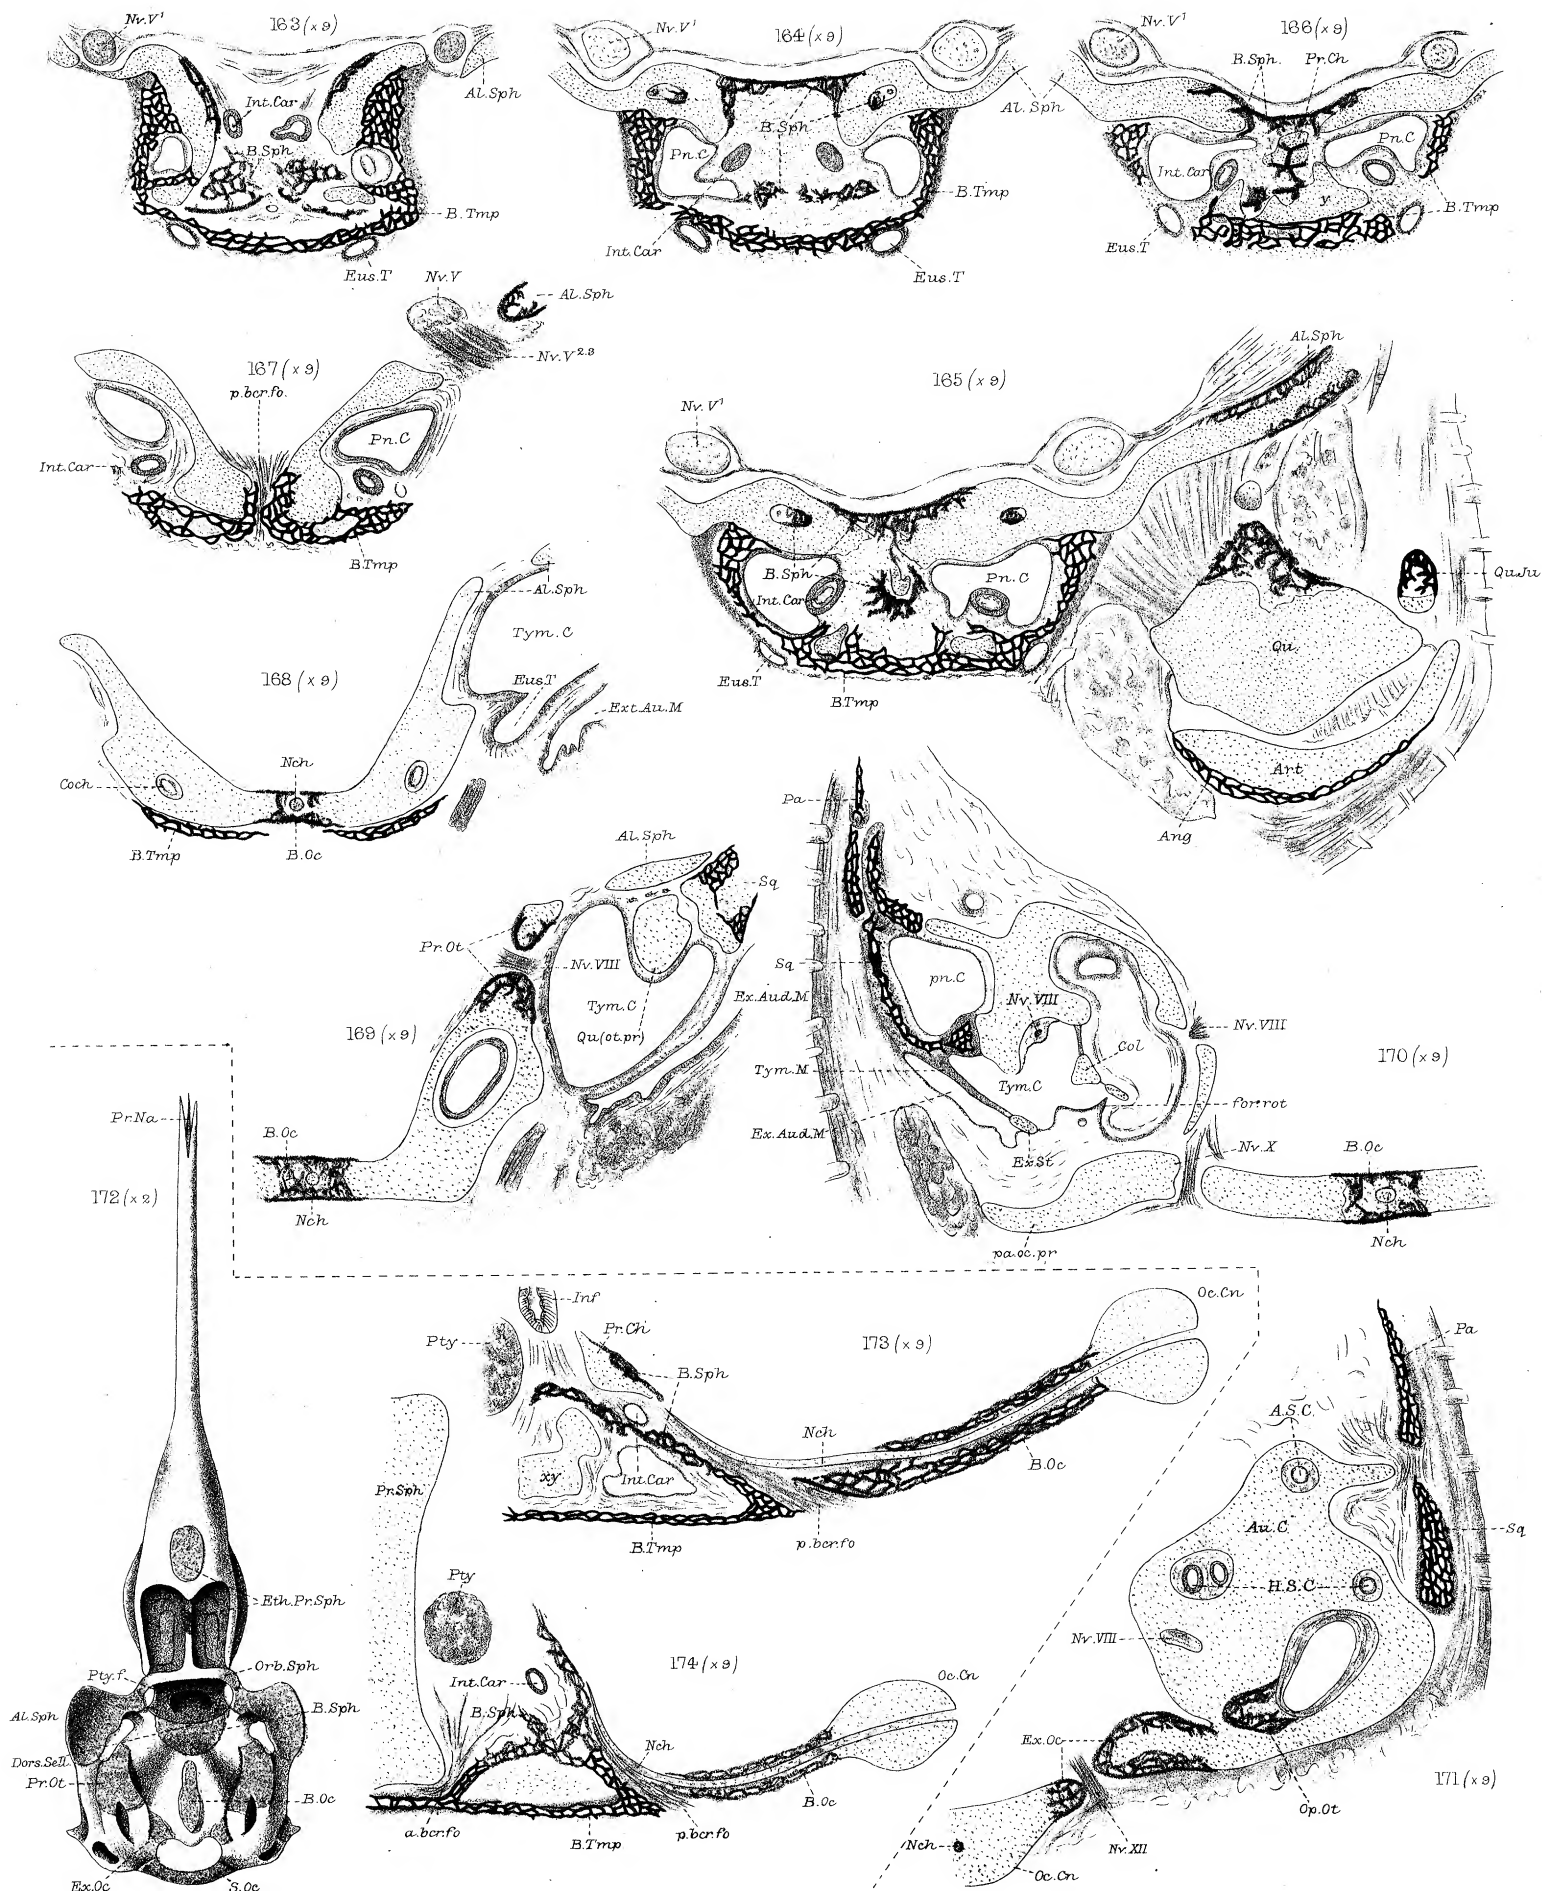 163 (x 9)
Nv.V¹
Int.Car
B.Sph
Al.Sph
B.Tmp
Eus.T
164 (x 9)
Nv.V¹
Al.Sph
B.Sph
Pn.C
B.Tmp
Int.Car
Eus.T
166 (x 9)
Nv.V¹
B.Sph.
Pr.Ch
Pn.C
Int.Car
y
B.Tmp
Eus.T
Nv.V
Al.Sph
Nv.V 2.3
167 (x 9)
p.bcr.fo.
Pn.C
Int.Car
B.Tmp
165 (x 9)
Al.Sph
Nv.V¹
B.Sph
Pn.C
Int.Car
Eus.T
B.Tmp
Qu.Ju
Qu.
Art
Ang
168 (x 9)
Al.Sph
Tym.C
Eus.T
Ext.Au.M
Nch
Coch
B.Tmp
B.Oc
169 (x 9)
Al.Sph
Sq
Pr.Ot
Nv.VIII
Tym.C
Qu(ot.pr)
B.Oc
Nch
170 (x 9)
Pa
Sq
pn.C
Ex.Aud.M
Nv.VIII
Nv.VIII
Col
Tym.M
Tym.C
for.rot
Ex.Aud.M
Ex.St
Nv.X
B.Oc
pa.oc.pr
Nch
172 (x 2)
Pr.Na
Eth.Pr.Sph
Pty.f.
Orb.Sph
Al.Sph
B.Sph
Dors.Sell
Pr.Ot
B.Oc
Ex.Oc
S.Oc
173 (x 9)
Inf
Pty
Pr.Ch
B.Sph
Oc.Cn
Nch
xy
Int.Car
B.Oc
Pr.Sph
B.Tmp
p.bcr.fo
174 (x 9)
Pty
Int.Car
B.Sph
Oc.Cn
Nch
B.Oc
a.bcr.fo
B.Tmp
p.bcr.fo
171 (x 9)
Pa
A.S.C.
Au.C
Sq
H.S.C
Nv.VIII
Ex.Oc
Op.Ot
Nch
Nv.XII
Oc.Cn